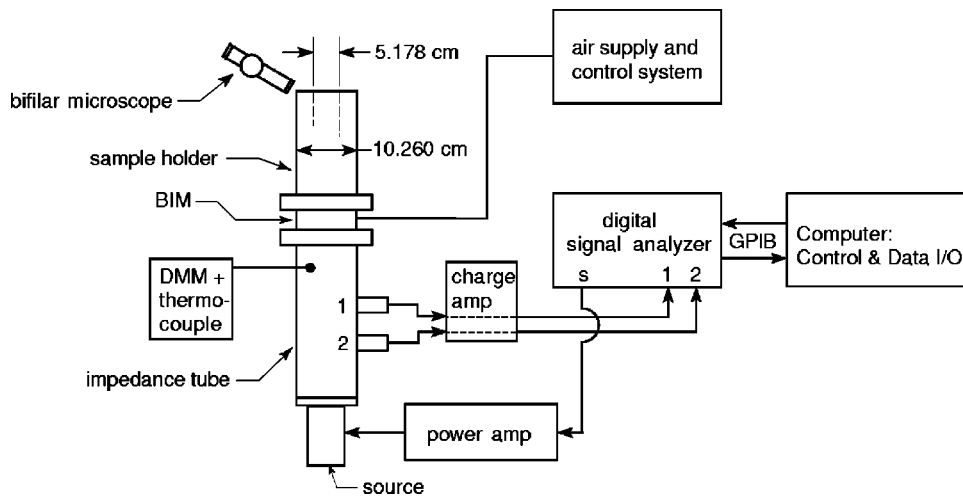 5.178 cm
bifilar microscope
air supply and
control system
sample holder
10.260 cm
BIM
digital
signal analyzer
s 1 2
GPIB
Computer:
Control & Data I/O
DMM +
thermo-
couple
charge
amp
1
2
impedance tube
power amp
source